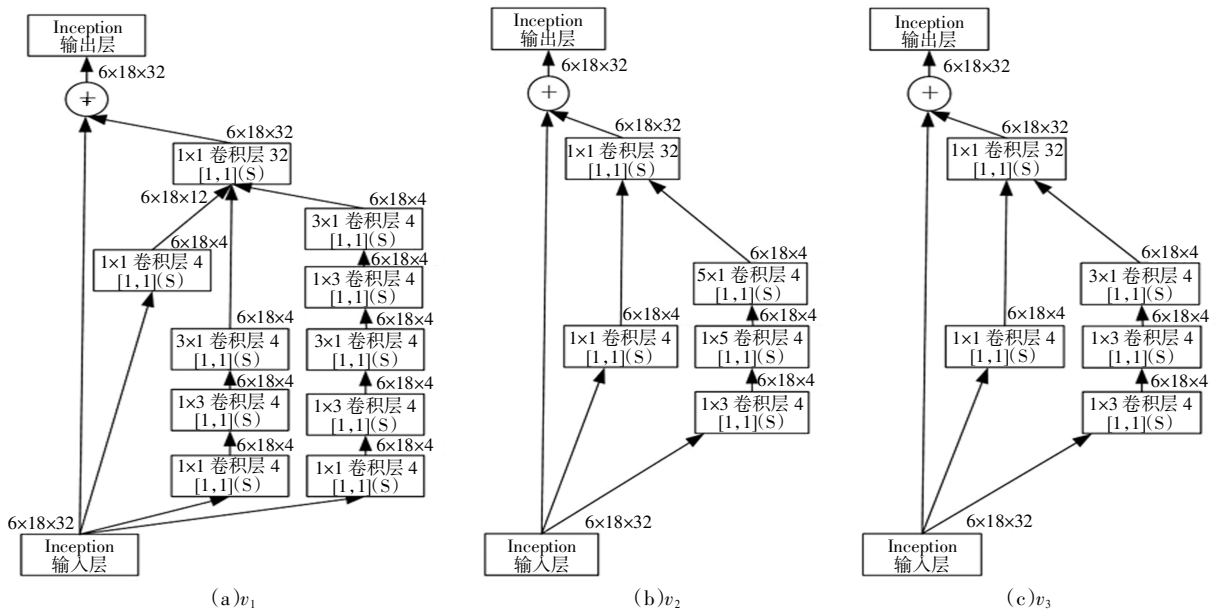 Inception
输出层
6×18×32
+
6×18×32
1×1 卷积层 32
[1,1](S)
6×18×12
6×18×4
6×18×4
3×1 卷积层 4
[1,1](S)
1×1 卷积层 4
[1,1](S)
6×18×4
1×3 卷积层 4
[1,1](S)
6×18×4
6×18×4
3×1 卷积层 4
[1,1](S)
3×1 卷积层 4
[1,1](S)
6×18×4
6×18×4
1×3 卷积层 4
[1,1](S)
1×3 卷积层 4
[1,1](S)
6×18×4
6×18×4
1×1 卷积层 4
[1,1](S)
1×1 卷积层 4
[1,1](S)
6×18×32
Inception
输入层
(a)v₁
Inception
输出层
6×18×32
+
6×18×32
1×1 卷积层 32
[1,1](S)
6×18×4
5×1 卷积层 4
[1,1](S)
6×18×4
6×18×4
1×1 卷积层 4
[1,1](S)
1×5 卷积层 4
[1,1](S)
6×18×4
1×3 卷积层 4
[1,1](S)
6×18×32
Inception
输入层
(b)v₂
Inception
输出层
6×18×32
+
6×18×32
1×1 卷积层 32
[1,1](S)
6×18×4
3×1 卷积层 4
[1,1](S)
6×18×4
6×18×4
1×1 卷积层 4
[1,1](S)
1×3 卷积层 4
[1,1](S)
6×18×4
1×3 卷积层 4
[1,1](S)
6×18×32
Inception
输入层
(c)v₃